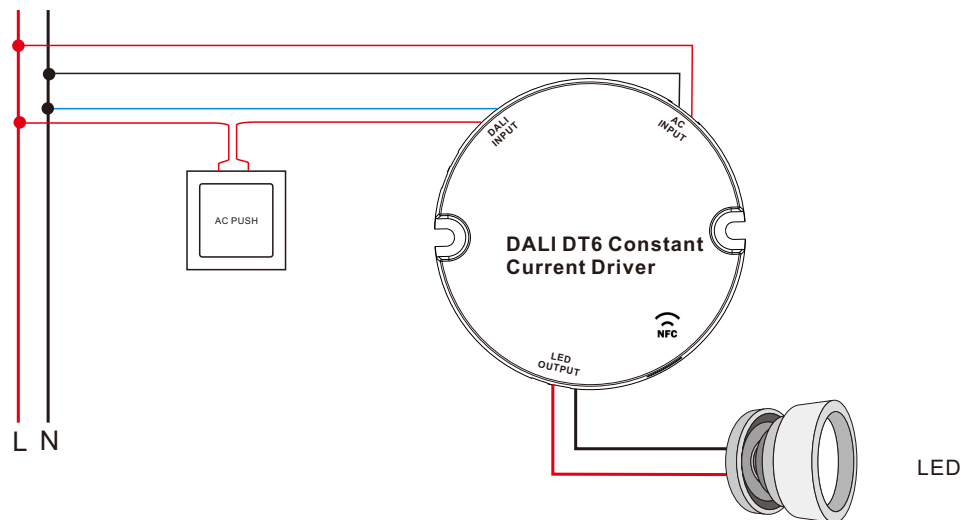 DALI
INPUT
AC
INPUT
AC PUSH
DALI DT6 Constant
Current Driver
NFC
LED
OUTPUT
L N
LED